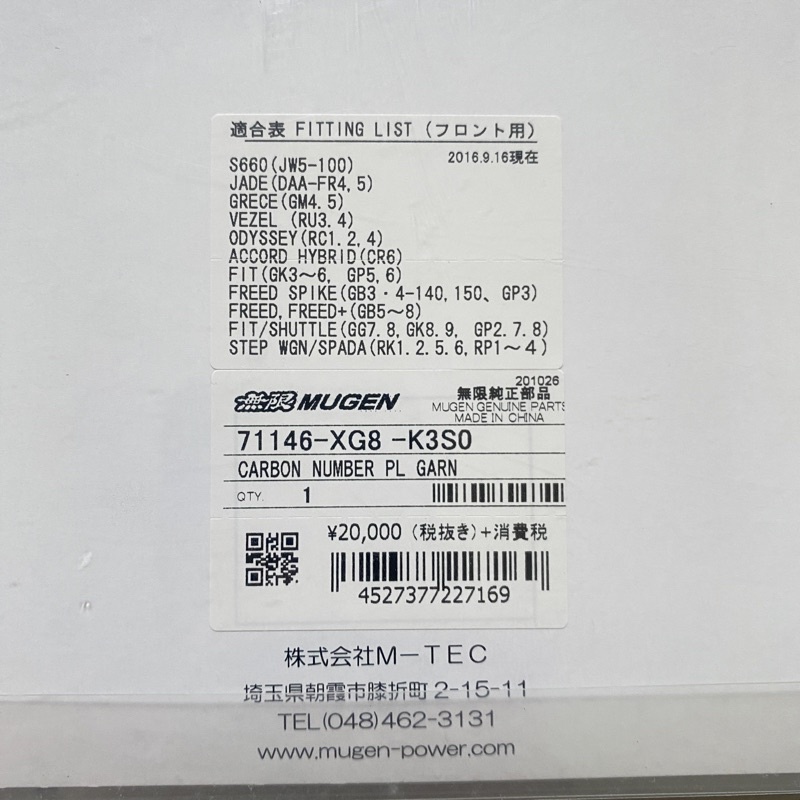 適合表 FITTING LIST (フロント用)
2016.9.16現在
S660(JW5-100)
JADE(DAA-FR4,5)
GRECE(GM4.5)
VEZEL (RU3.4)
ODYSSEY(RC1.2,4)
ACCORD HYBRID(CR6)
FIT(GK3～6, GP5,6)
FREED SPIKE(GB3・4-140,150、GP3)
FREED,FREED+(GB5～8)
FIT/SHUTTLE(GG7.8,GK8.9, GP2.7.8)
STEP WGN/SPADA(RK1.2.5.6,RP1～4)
201026
無限 MUGEN
無限純正部品
MUGEN GENUINE PARTS
MADE IN CHINA
71146-XG8 -K3S0
CARBON NUMBER PL GARN
QTY. 1
¥20,000 (税抜き)+消費税
4527377227169
株式会社M-TEC
埼玉県朝霞市膝折町2-15-11
TEL(048)462-3131
www.mugen-power.com